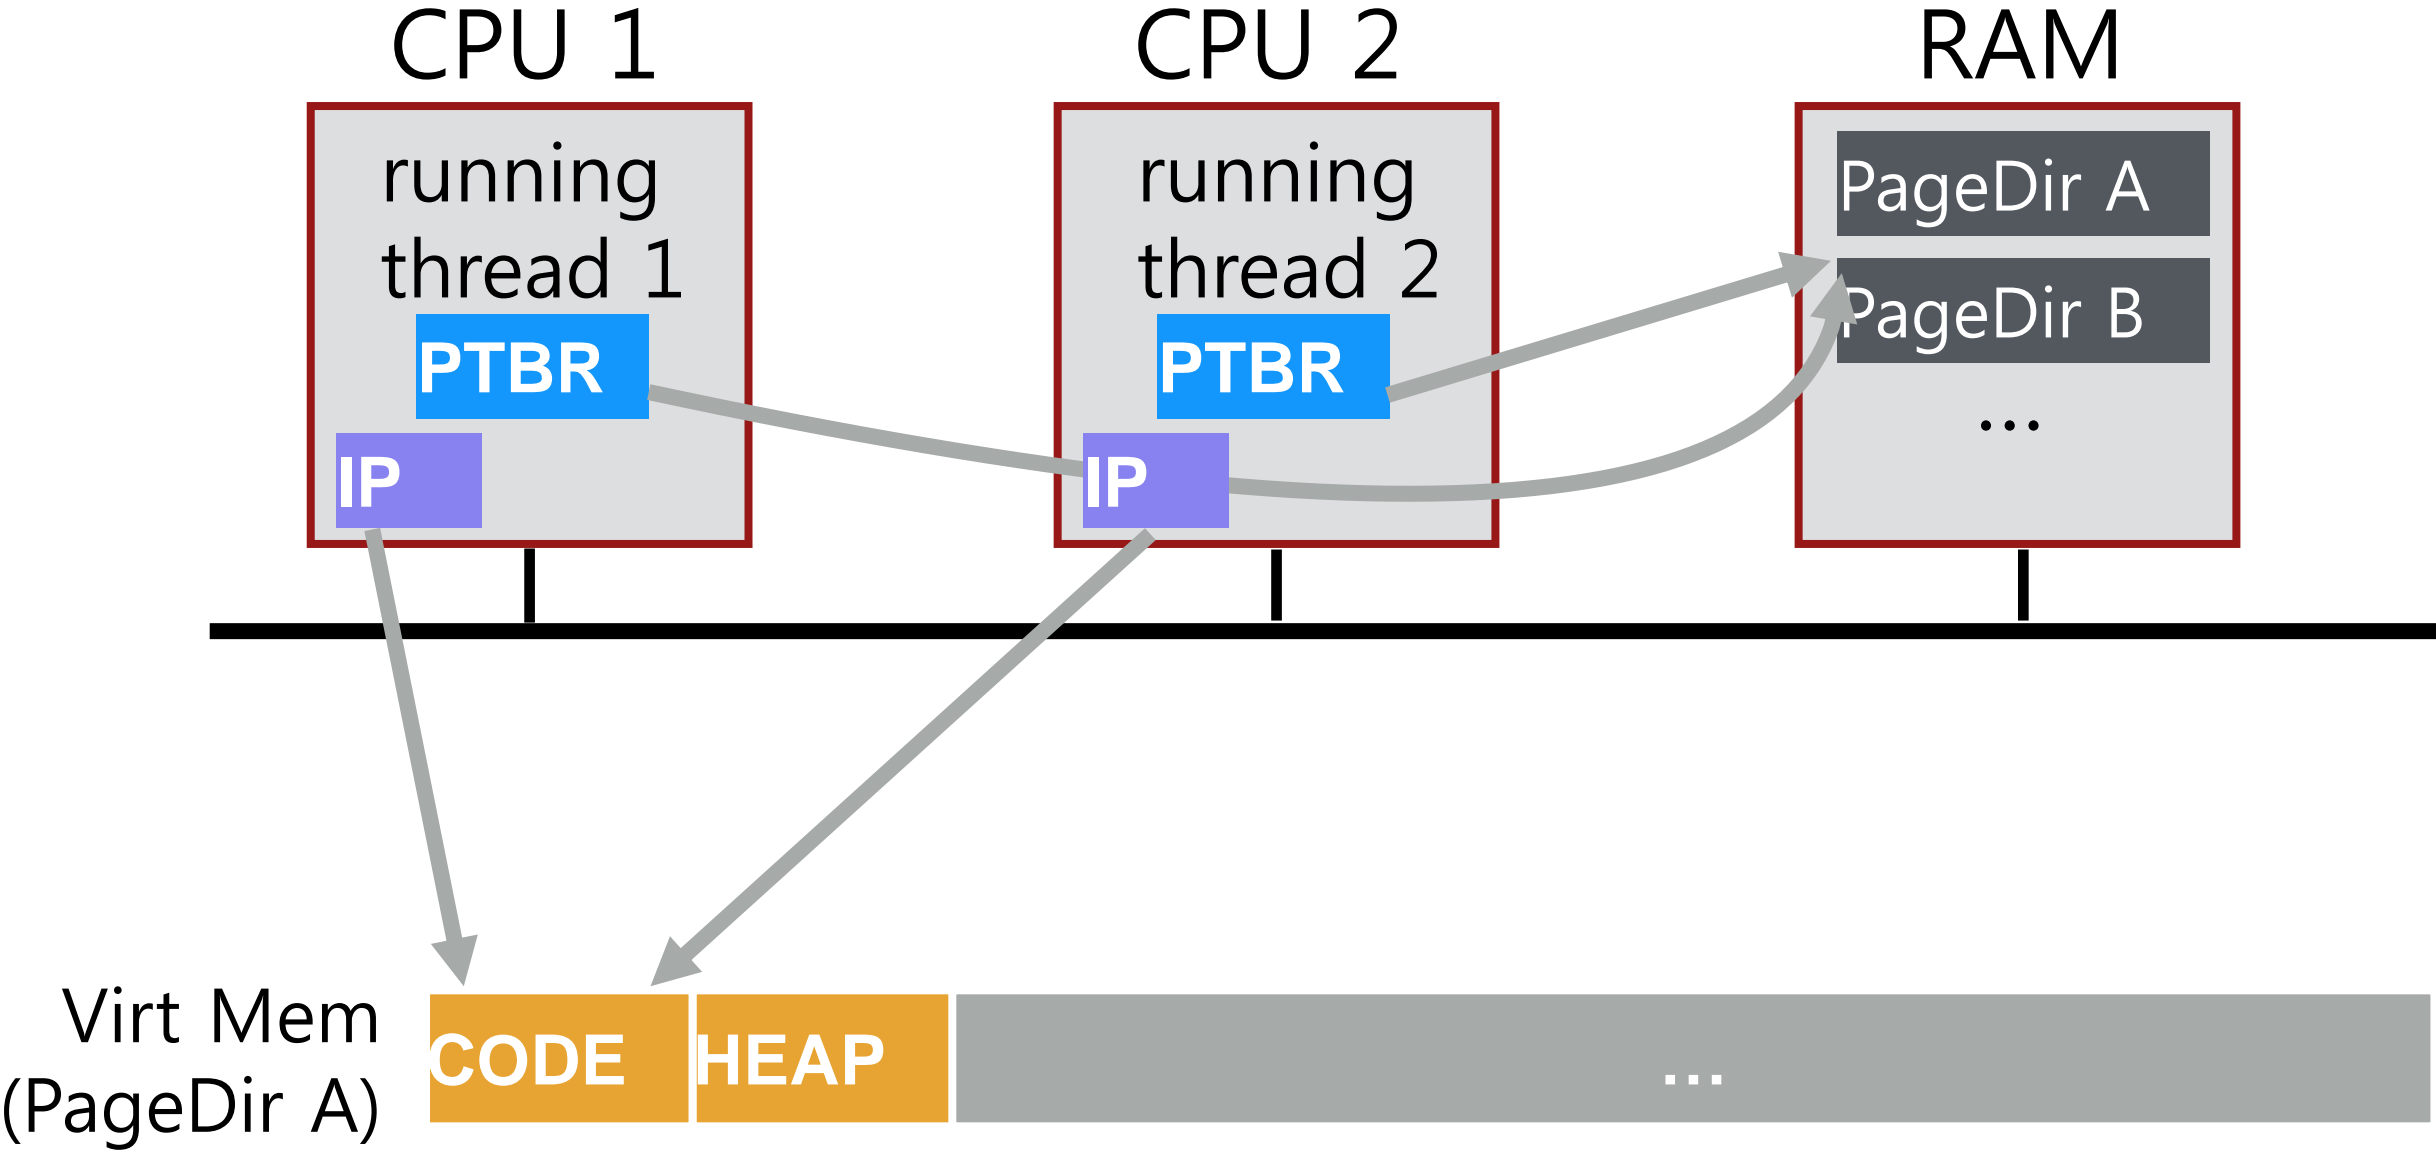 CPU 1
CPU 2
RAM
running
thread 1
PTBR
IP
running
thread 2
PTBR
IP
PageDir A
PageDir B
...
Virt Mem
(PageDir A)
CODE
HEAP
...